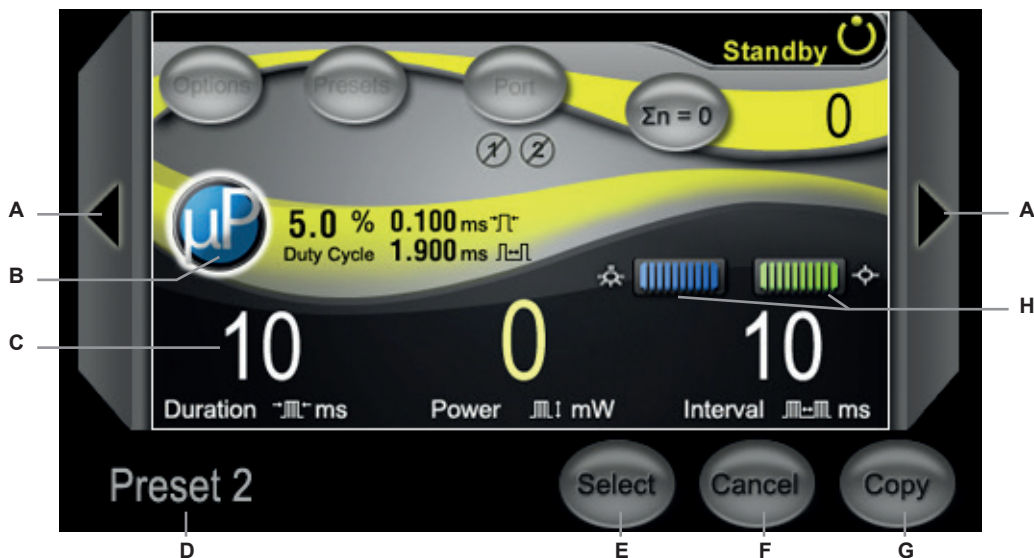 Standby
Options Presets Port
Σn = 0 0
1 2
A A
µP 5.0 % 0.100 ms
Duty Cycle 1.900 ms
B
H
C 10 0 10
Duration ms Power mW Interval ms
Preset 2 Select Cancel Copy
D E F G